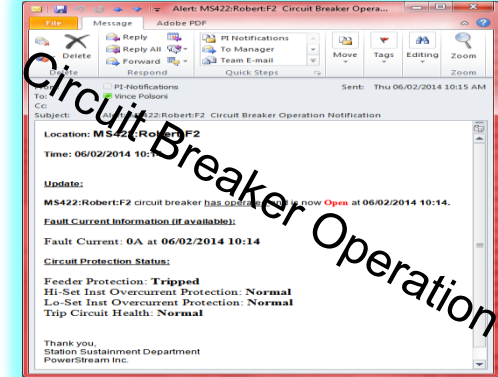 Alert: MS422:Robert:F2 Circuit Breaker Opera...
File Message Adobe PDF
Delete
Reply
Reply All
Forward
PI Notifications
To Manager
Team E-mail
Move
Tags
Editing
Zoom
Delete Respond Quick Steps Zoom
From: PI-Notifications Sent: Thu 06/02/2014 10:15 AM
To: Vince Polsoni
Cc:
Subject: Alert: MS422:Robert:F2 Circuit Breaker Operation Notification
Circuit Breaker Operation
Location: MS422:Robert:F2
Time: 06/02/2014 10:1
Update:
MS422:Robert:F2 circuit breaker has operated and is now Open at 06/02/2014 10:14.
Fault Current Information (if available):
Fault Current: 0A at 06/02/2014 10:14
Circuit Protection Status:
Feeder Protection: Tripped
Hi-Set Inst Overcurrent Protection: Normal
Lo-Set Inst Overcurrent Protection: Normal
Trip Circuit Health: Normal
Thank you,
Station Sustainment Department
PowerStream Inc.